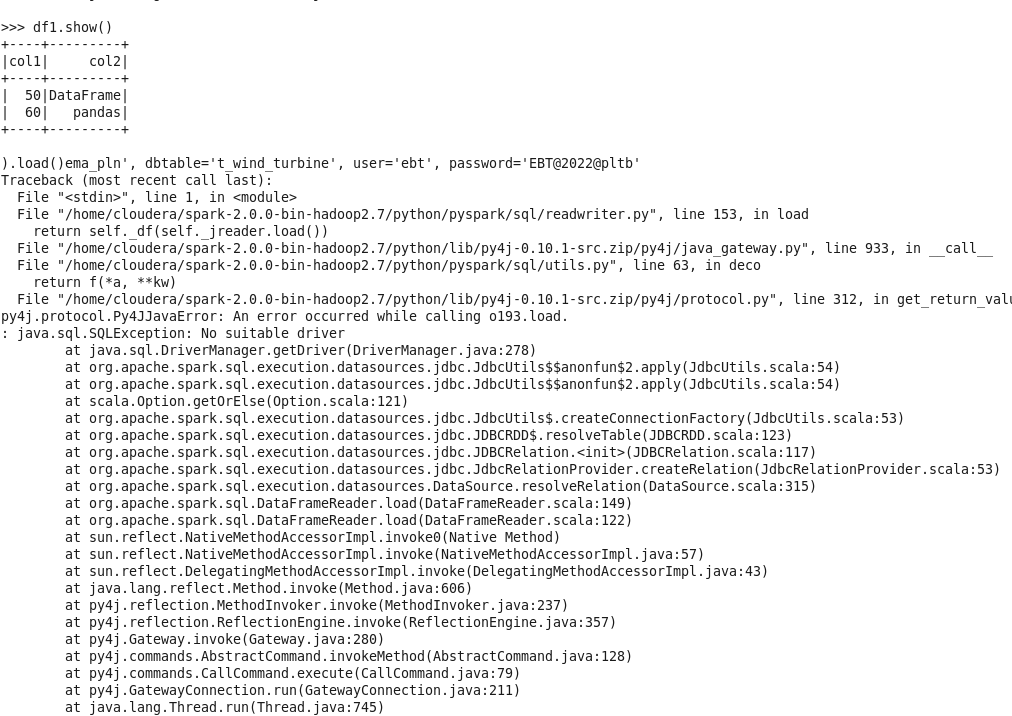 >>> df1.show()
+----+---------+
|col1|     col2|
+----+---------+
|  50|DataFrame|
|  60|   pandas|
+----+---------+
).load()ema_pln', dbtable='t_wind_turbine', user='ebt', password='EBT@2022@pltb'
Traceback (most recent call last):
  File "<stdin>", line 1, in <module>
  File "/home/cloudera/spark-2.0.0-bin-hadoop2.7/python/pyspark/sql/readwriter.py", line 153, in load
    return self._df(self._jreader.load())
  File "/home/cloudera/spark-2.0.0-bin-hadoop2.7/python/lib/py4j-0.10.1-src.zip/py4j/java_gateway.py", line 933, in __call__
  File "/home/cloudera/spark-2.0.0-bin-hadoop2.7/python/pyspark/sql/utils.py", line 63, in deco
    return f(*a, **kw)
  File "/home/cloudera/spark-2.0.0-bin-hadoop2.7/python/lib/py4j-0.10.1-src.zip/py4j/protocol.py", line 312, in get_return_valu
py4j.protocol.Py4JJavaError: An error occurred while calling o193.load.
: java.sql.SQLException: No suitable driver
        at java.sql.DriverManager.getDriver(DriverManager.java:278)
        at org.apache.spark.sql.execution.datasources.jdbc.JdbcUtils$$anonfun$2.apply(JdbcUtils.scala:54)
        at org.apache.spark.sql.execution.datasources.jdbc.JdbcUtils$$anonfun$2.apply(JdbcUtils.scala:54)
        at scala.Option.getOrElse(Option.scala:121)
        at org.apache.spark.sql.execution.datasources.jdbc.JdbcUtils$.createConnectionFactory(JdbcUtils.scala:53)
        at org.apache.spark.sql.execution.datasources.jdbc.JDBCRDD$.resolveTable(JDBCRDD.scala:123)
        at org.apache.spark.sql.execution.datasources.jdbc.JDBCRelation.<init>(JDBCRelation.scala:117)
        at org.apache.spark.sql.execution.datasources.jdbc.JdbcRelationProvider.createRelation(JdbcRelationProvider.scala:53)
        at org.apache.spark.sql.execution.datasources.DataSource.resolveRelation(DataSource.scala:315)
        at org.apache.spark.sql.DataFrameReader.load(DataFrameReader.scala:149)
        at org.apache.spark.sql.DataFrameReader.load(DataFrameReader.scala:122)
        at sun.reflect.NativeMethodAccessorImpl.invoke0(Native Method)
        at sun.reflect.NativeMethodAccessorImpl.invoke(NativeMethodAccessorImpl.java:57)
        at sun.reflect.DelegatingMethodAccessorImpl.invoke(DelegatingMethodAccessorImpl.java:43)
        at java.lang.reflect.Method.invoke(Method.java:606)
        at py4j.reflection.MethodInvoker.invoke(MethodInvoker.java:237)
        at py4j.reflection.ReflectionEngine.invoke(ReflectionEngine.java:357)
        at py4j.Gateway.invoke(Gateway.java:280)
        at py4j.commands.AbstractCommand.invokeMethod(AbstractCommand.java:128)
        at py4j.commands.CallCommand.execute(CallCommand.java:79)
        at py4j.GatewayConnection.run(GatewayConnection.java:211)
        at java.lang.Thread.run(Thread.java:745)